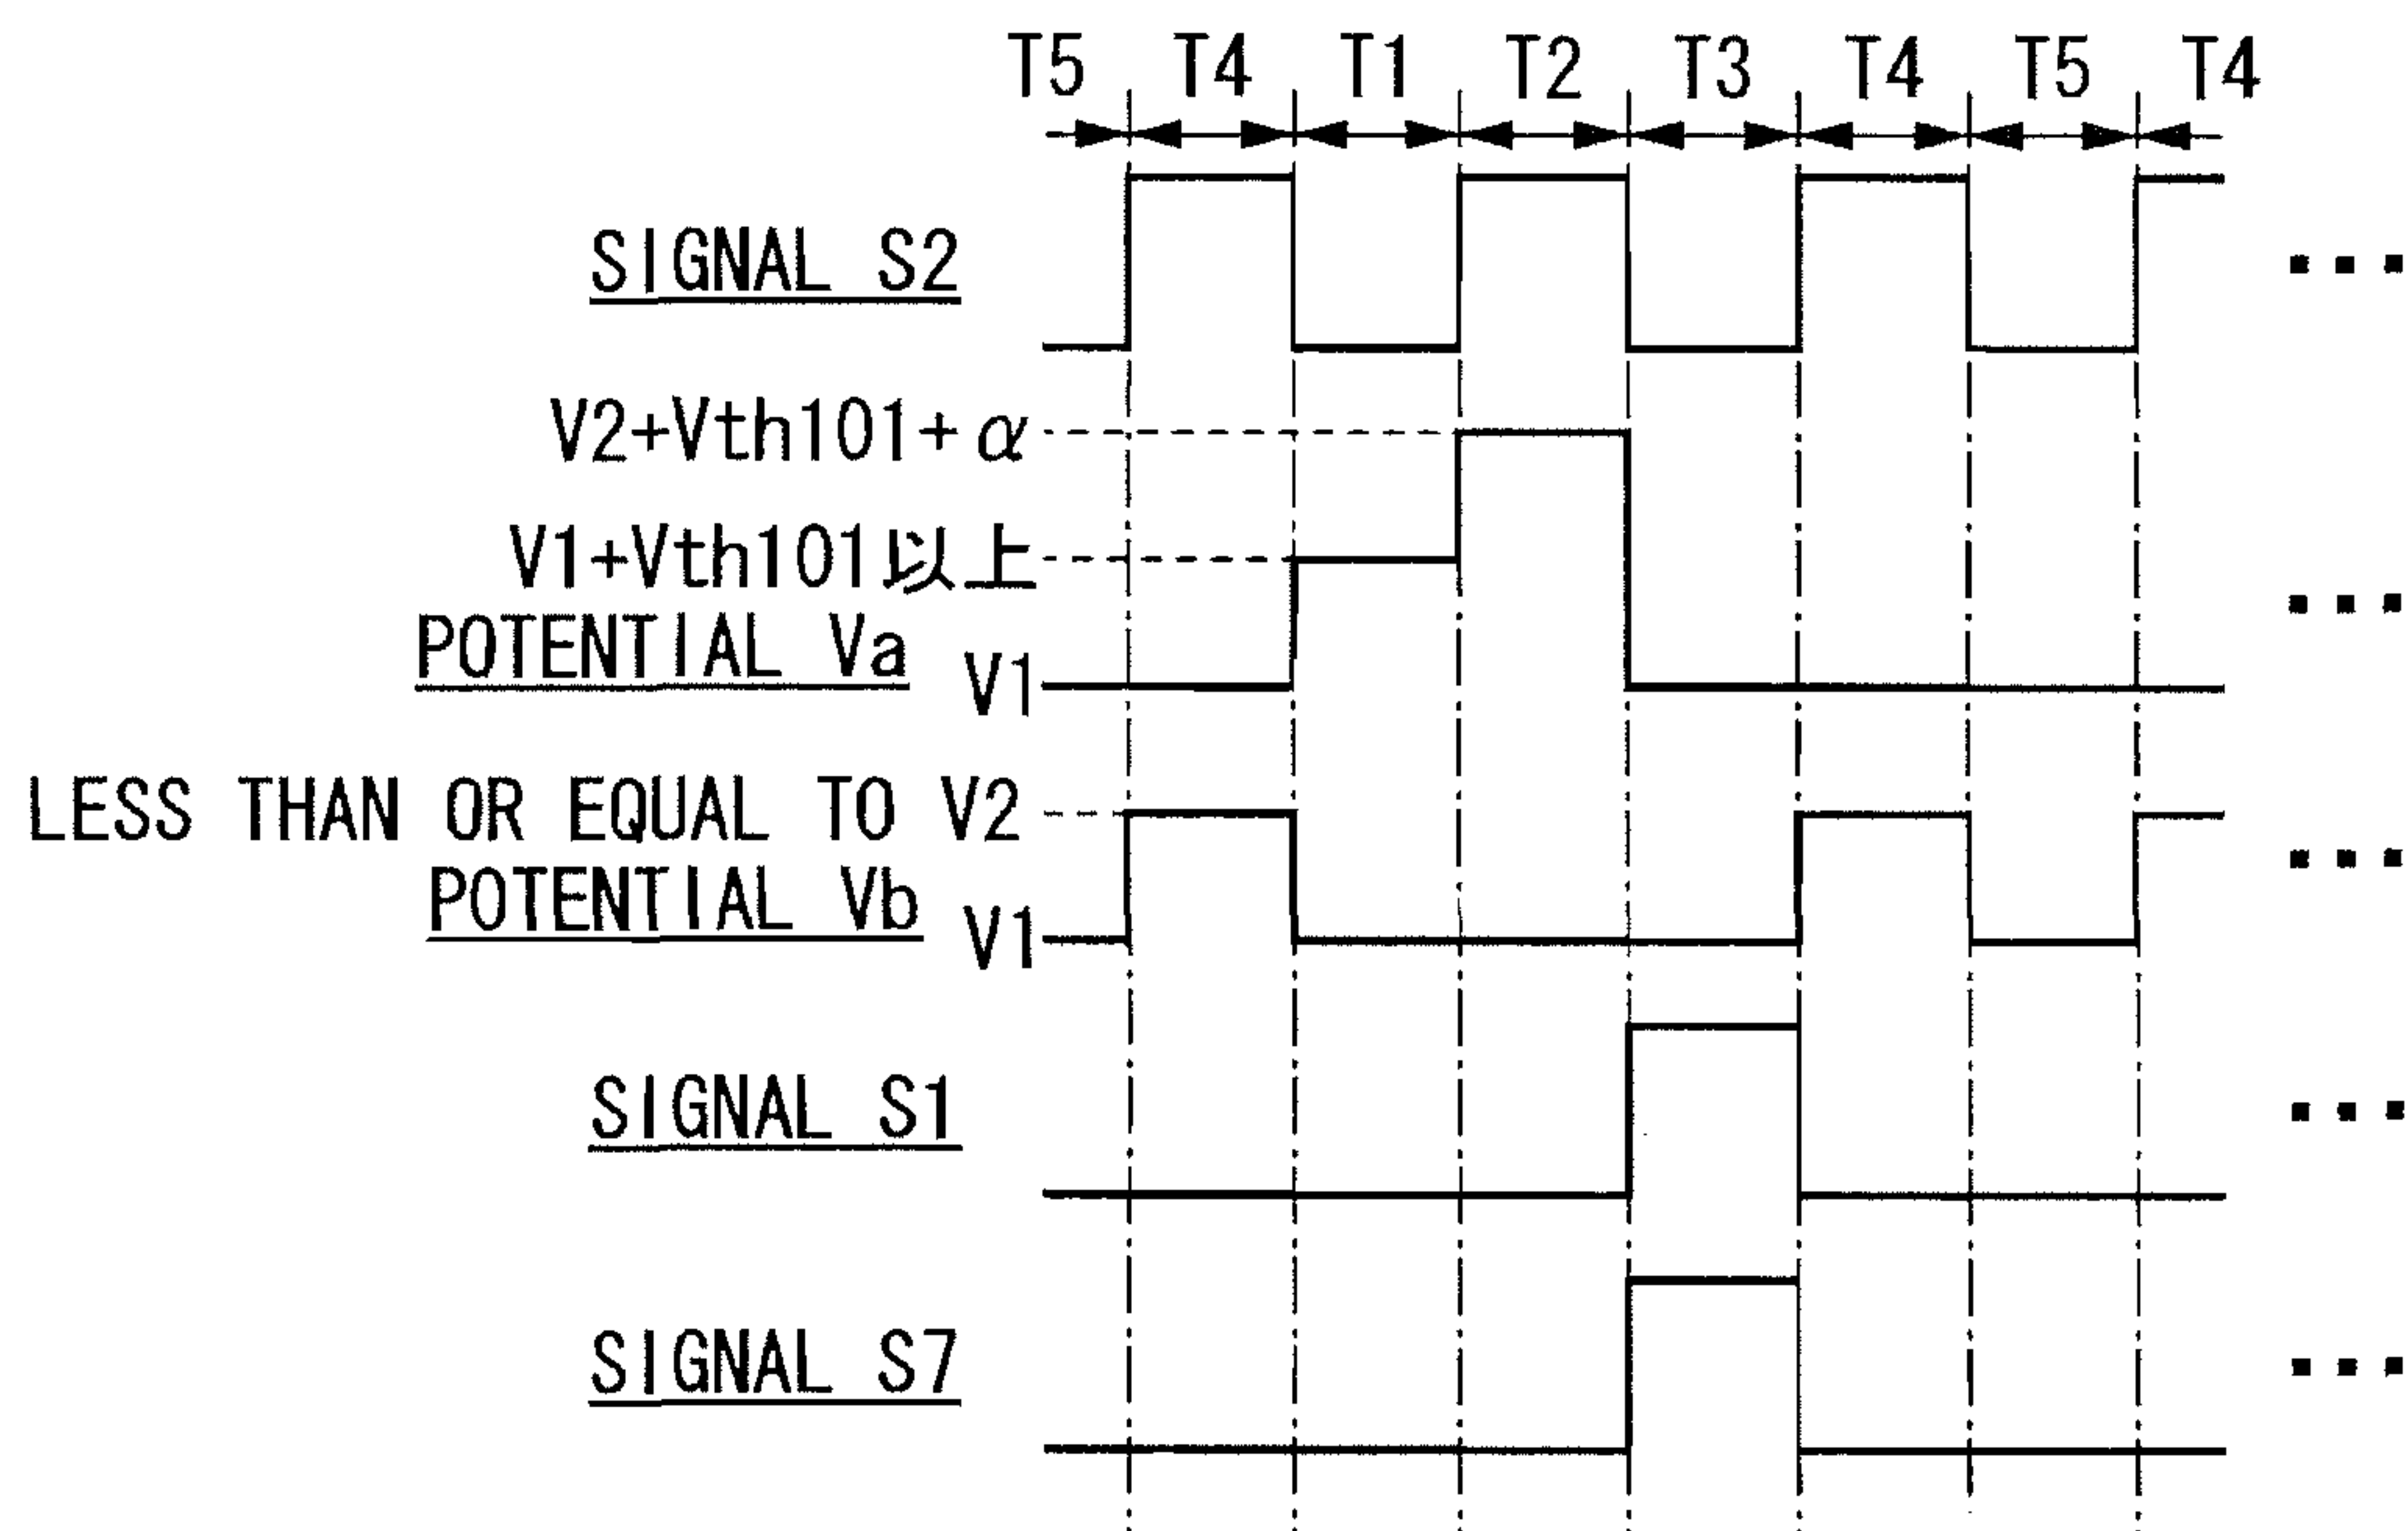 T5 T4 T1 T2 T3 T4 T5 T4
SIGNAL S2
V2+Vth101+α
V1+Vth101以上
POTENTIAL Va
V1
LESS THAN OR EQUAL TO V2
POTENTIAL Vb
V1
SIGNAL S1
SIGNAL S7